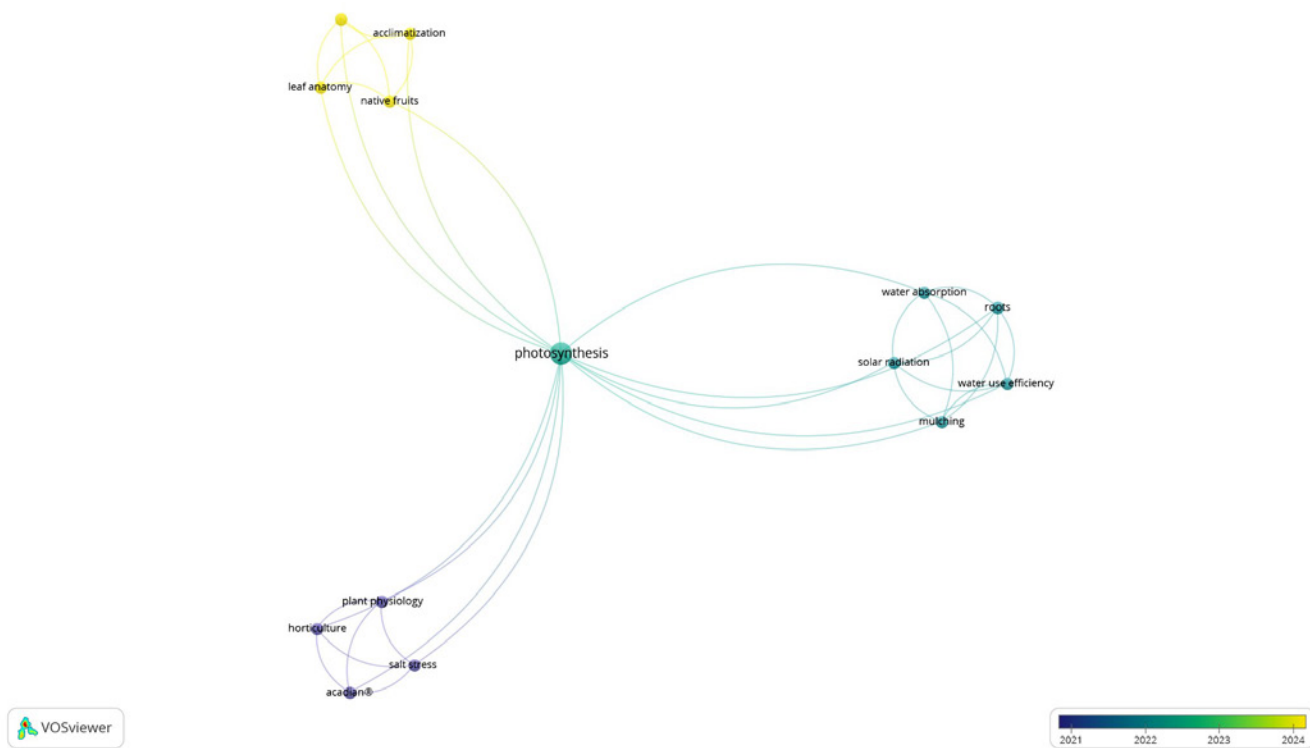 acclimatization
leaf anatomy
native fruits
water absorption
roots
photosynthesis
solar radiation
water use efficiency
mulching
plant physiology
horticulture
salt stress
acadian®
VOSviewer
2021 2022 2023 2024